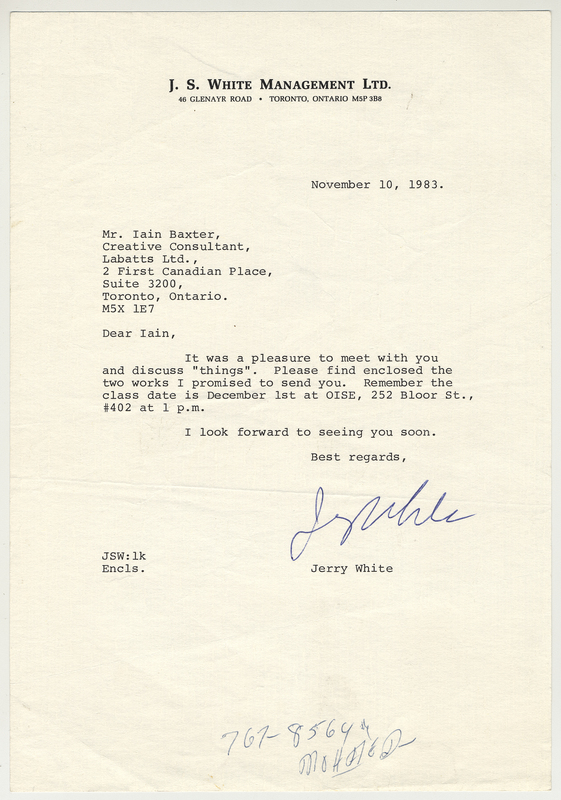 J. S. White Management Ltd.
46 GLENAYR ROAD • TORONTO, ONTARIO M5P 3B8
November 10, 1983.
Mr. Iain Baxter,
Creative Consultant,
Labatts Ltd.,
2 First Canadian Place,
Suite 3200,
Toronto, Ontario.
M5X 1E7
Dear Iain,
It was a pleasure to meet with you
and discuss "things". Please find enclosed the
two works I promised to send you. Remember the
class date is December 1st at OISE, 252 Bloor St.,
#402 at 1 p.m.
I look forward to seeing you soon.
Best regards,
Jerry White
JSW:lk
Encls.
Jerry White
767-8564